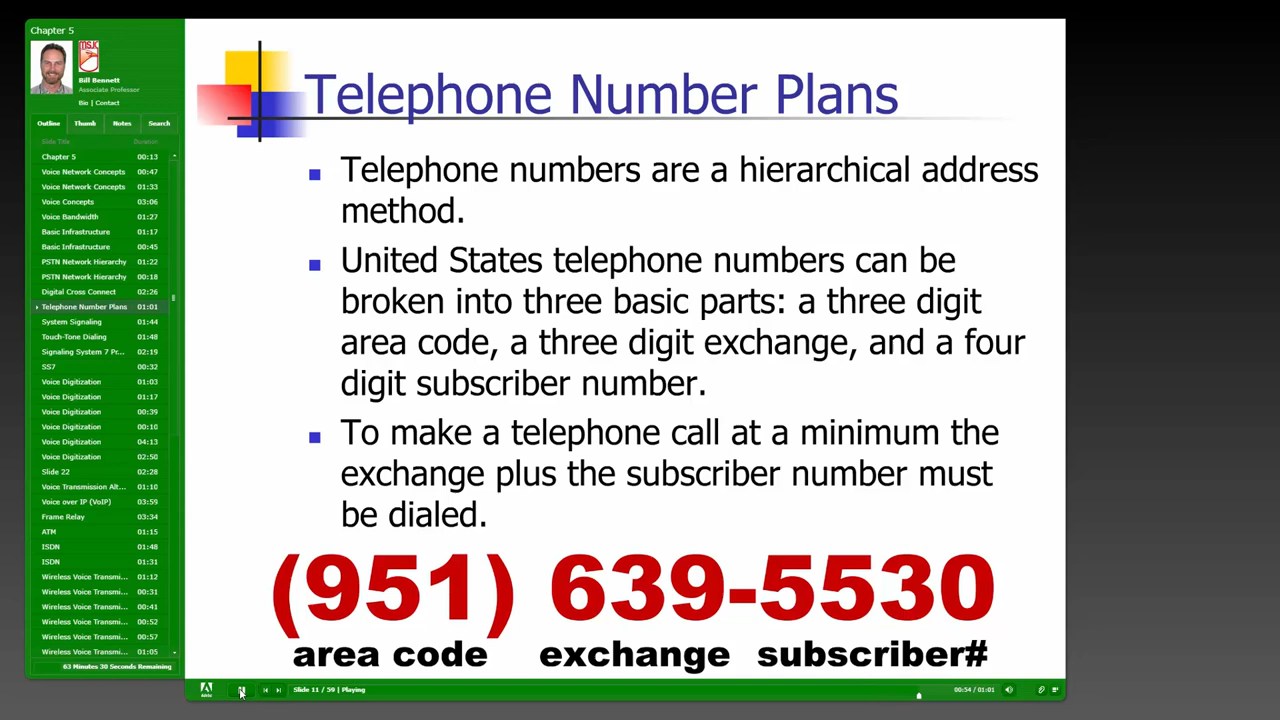 Chapter 5
MSJC
Bill Bennett
Associate Professor
Bio | Contact
Outline Thumb Notes Search
Slide Title Duration
Chapter 5 00:13
Voice Network Concepts 00:47
Voice Network Concepts 01:33
Voice Concepts 03:06
Voice Bandwidth 01:27
Basic Infrastructure 01:17
Basic Infrastructure 00:45
PSTN Network Hierarchy 01:22
PSTN Network Hierarchy 00:18
Digital Cross Connect 02:26
Telephone Number Plans 01:01
System Signaling 01:44
Touch-Tone Dialing 01:48
Signaling System 7 Pr... 02:19
SS7 00:32
Voice Digitization 01:03
Voice Digitization 01:17
Voice Digitization 00:39
Voice Digitization 00:10
Voice Digitization 04:13
Voice Digitization 02:50
Slide 22 02:28
Voice Transmission Alt... 01:10
Voice over IP (VoIP) 03:59
Frame Relay 03:34
ATM 01:15
ISDN 01:48
ISDN 01:31
Wireless Voice Transmi... 01:12
Wireless Voice Transmi... 00:31
Wireless Voice Transmi... 00:41
Wireless Voice Transmi... 00:52
Wireless Voice Transmi... 00:57
Wireless Voice Transmi... 01:05
63 Minutes 30 Seconds Remaining
Telephone Number Plans
Telephone numbers are a hierarchical address
method.
United States telephone numbers can be
broken into three basic parts: a three digit
area code, a three digit exchange, and a four
digit subscriber number.
To make a telephone call at a minimum the
exchange plus the subscriber number must
be dialed.
(951) 639-5530
area code exchange subscriber#
Adobe
Slide 11 / 59 | Playing
00:54 / 01:01